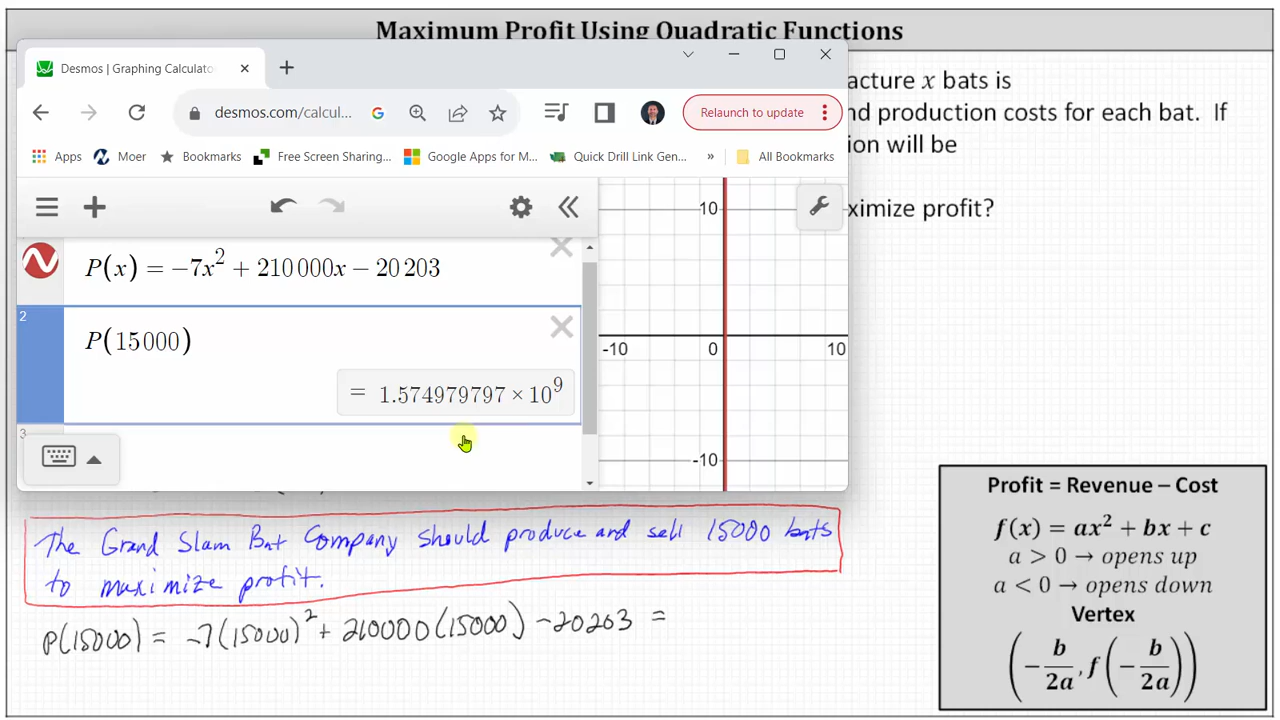 Maximum Profit Using Quadratic Functions
Desmos | Graphing Calculato
desmos.com/calcul...
Relaunch to update
Apps
Moer
Bookmarks
Free Screen Sharing...
Google Apps for M...
Quick Drill Link Gen...
»
All Bookmarks
acture x bats is
nd production costs for each bat. If
ion will be
ximize profit?
P(x) = −7x² + 210000x − 20203
2
P(15000)
= 1.574979797 × 10⁹
3
10
-10
0
10
-10
The Grand Slam Bat Company should produce and sell 15000 bats
to maximize profit.
P(15000) = -7(15000)² + 210000(15000) - 20203 =
Profit = Revenue − Cost
f(x) = ax² + bx + c
a > 0 → opens up
a < 0 → opens down
Vertex
(−b/2a, f(−b/2a))